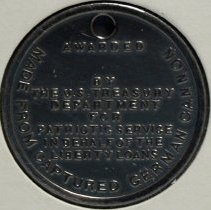 MADE FROM CAPTURED GERMAN CANNON
AWARDED
BY
THE U.S. TREASURY
DEPARTMENT
FOR
PATRIOTIC SERVICE
IN BEHALF OF THE
LIBERTY LOANS